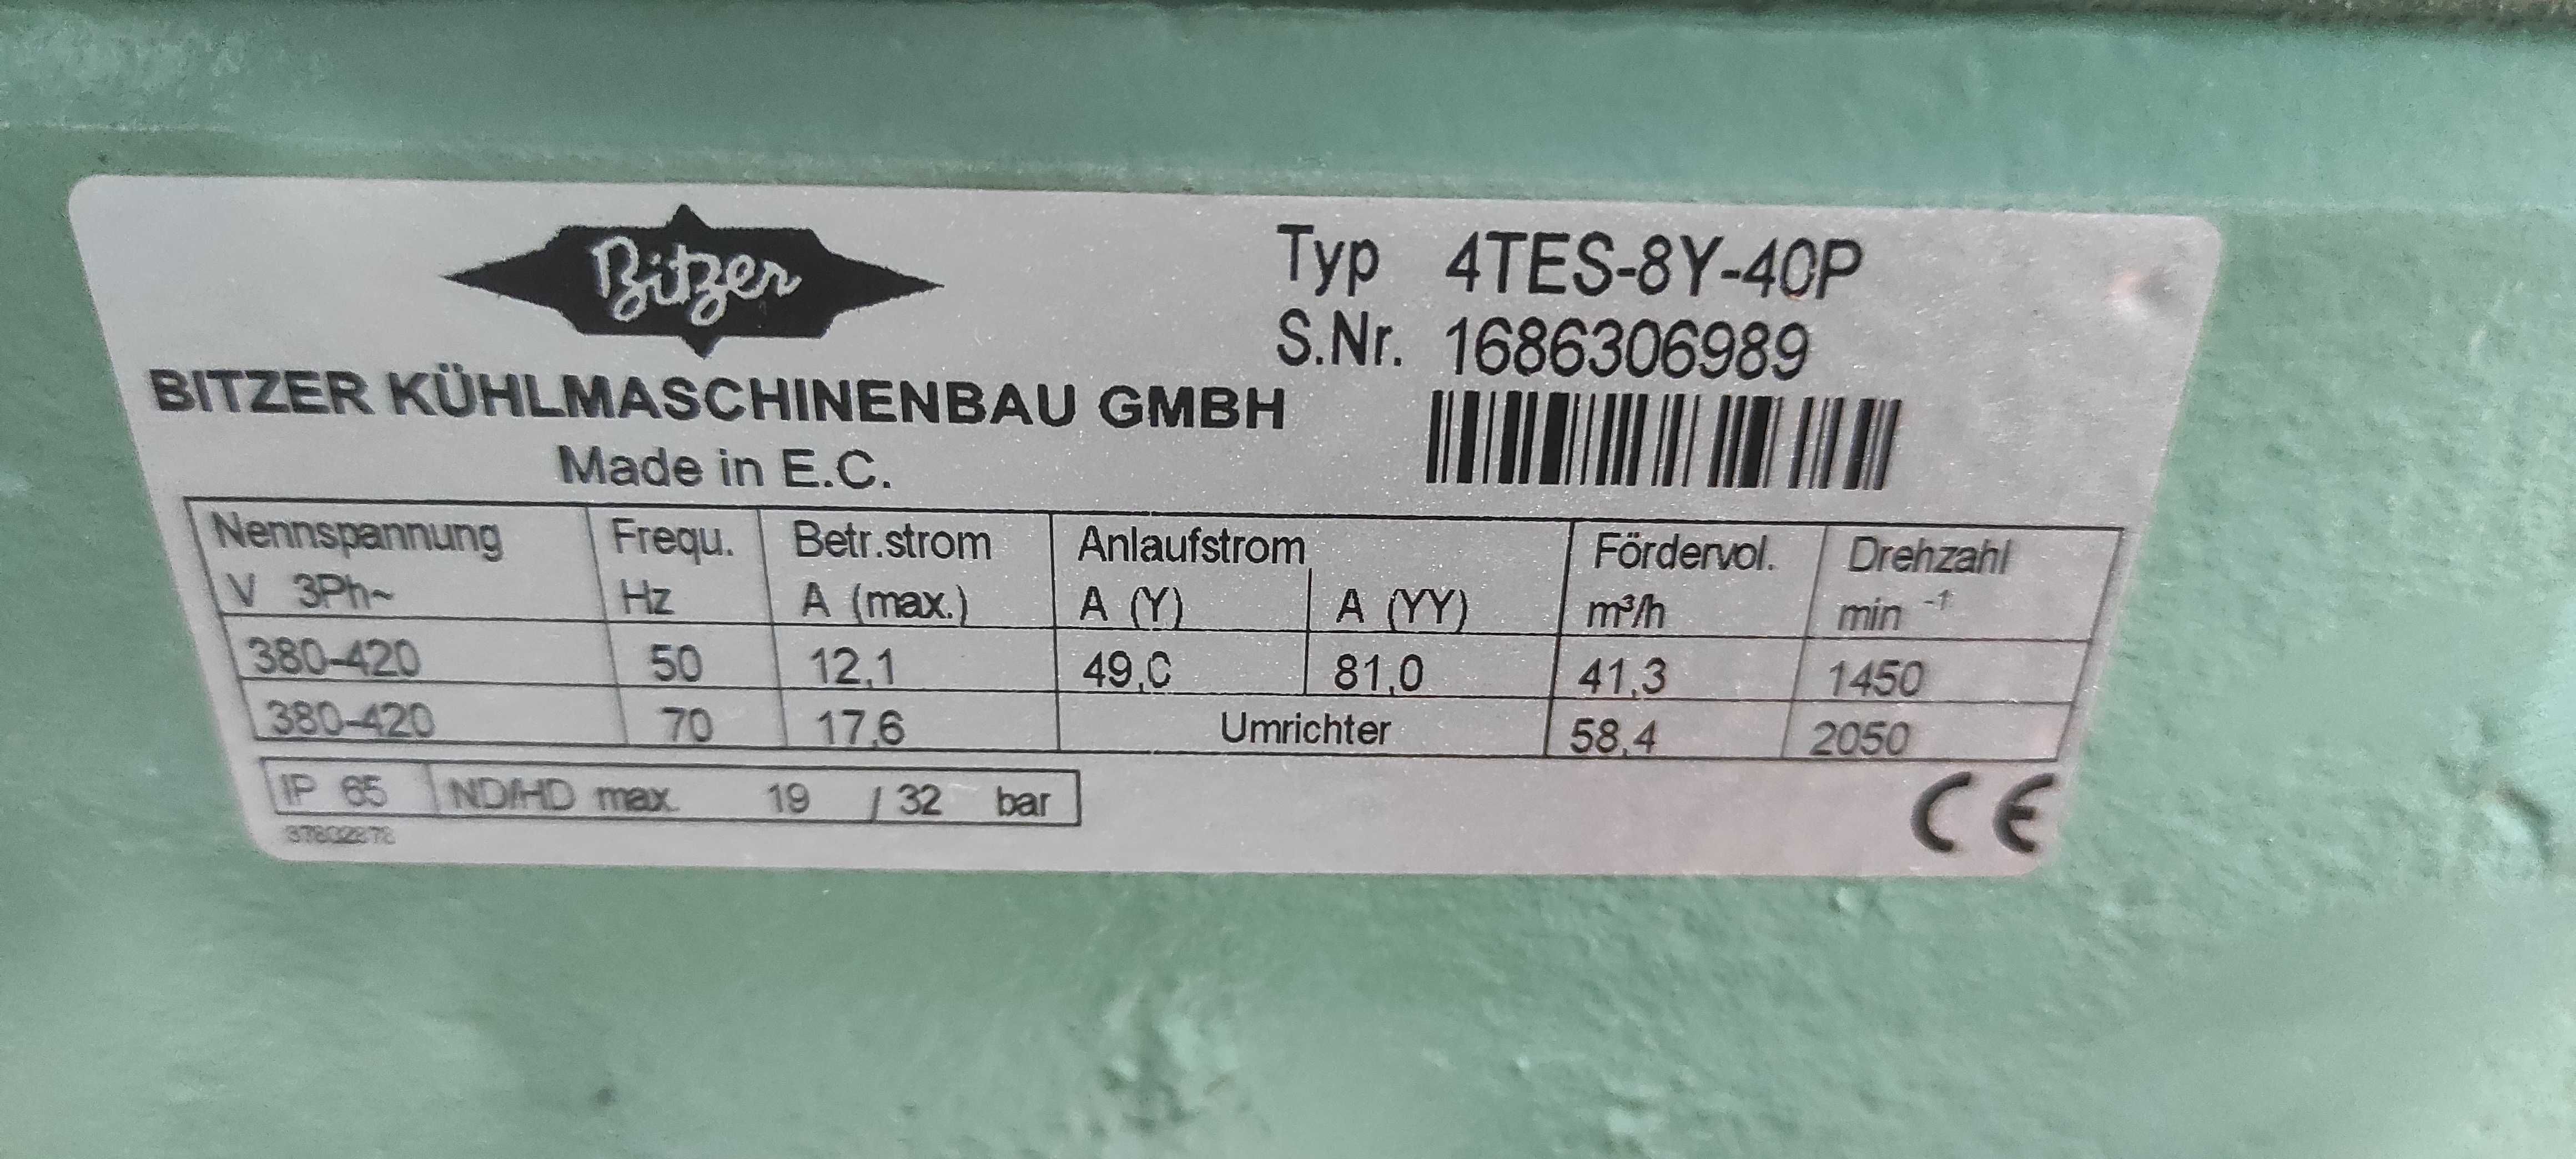 Bitzer
Typ 4TES-8Y-40P
S.Nr. 1686306989
BITZER KÜHLMASCHINENBAU GMBH
Made in E.C.
Nennspannung Frequ. Betr.strom Anlaufstrom Fördervol. Drehzahl
V 3Ph~ Hz A (max.) A (Y) A (YY) m³/h min -1
380-420 50 12,1 49,0 81,0 41,3 1450
380-420 70 17,6 Umrichter 58,4 2050
IP 65 ND/HD max. 19 / 32 bar
CE